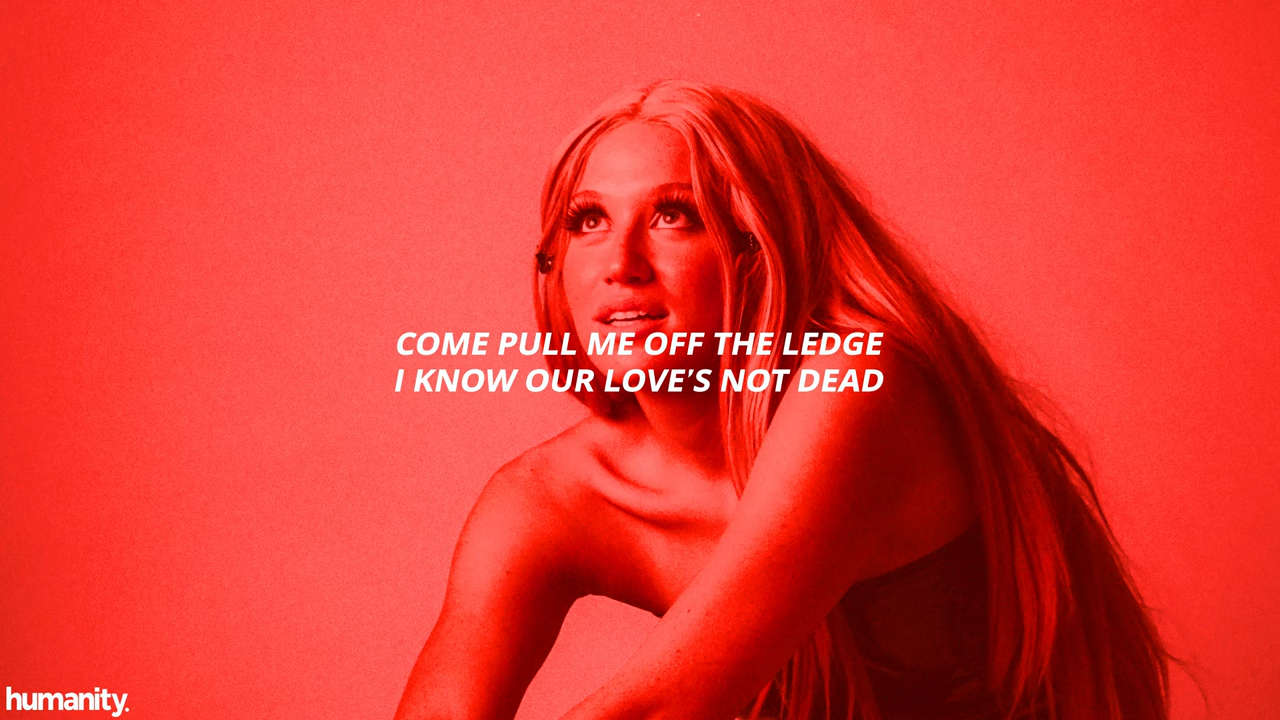 COME PULL ME OFF THE LEDGE
I KNOW OUR LOVE'S NOT DEAD
humanity.